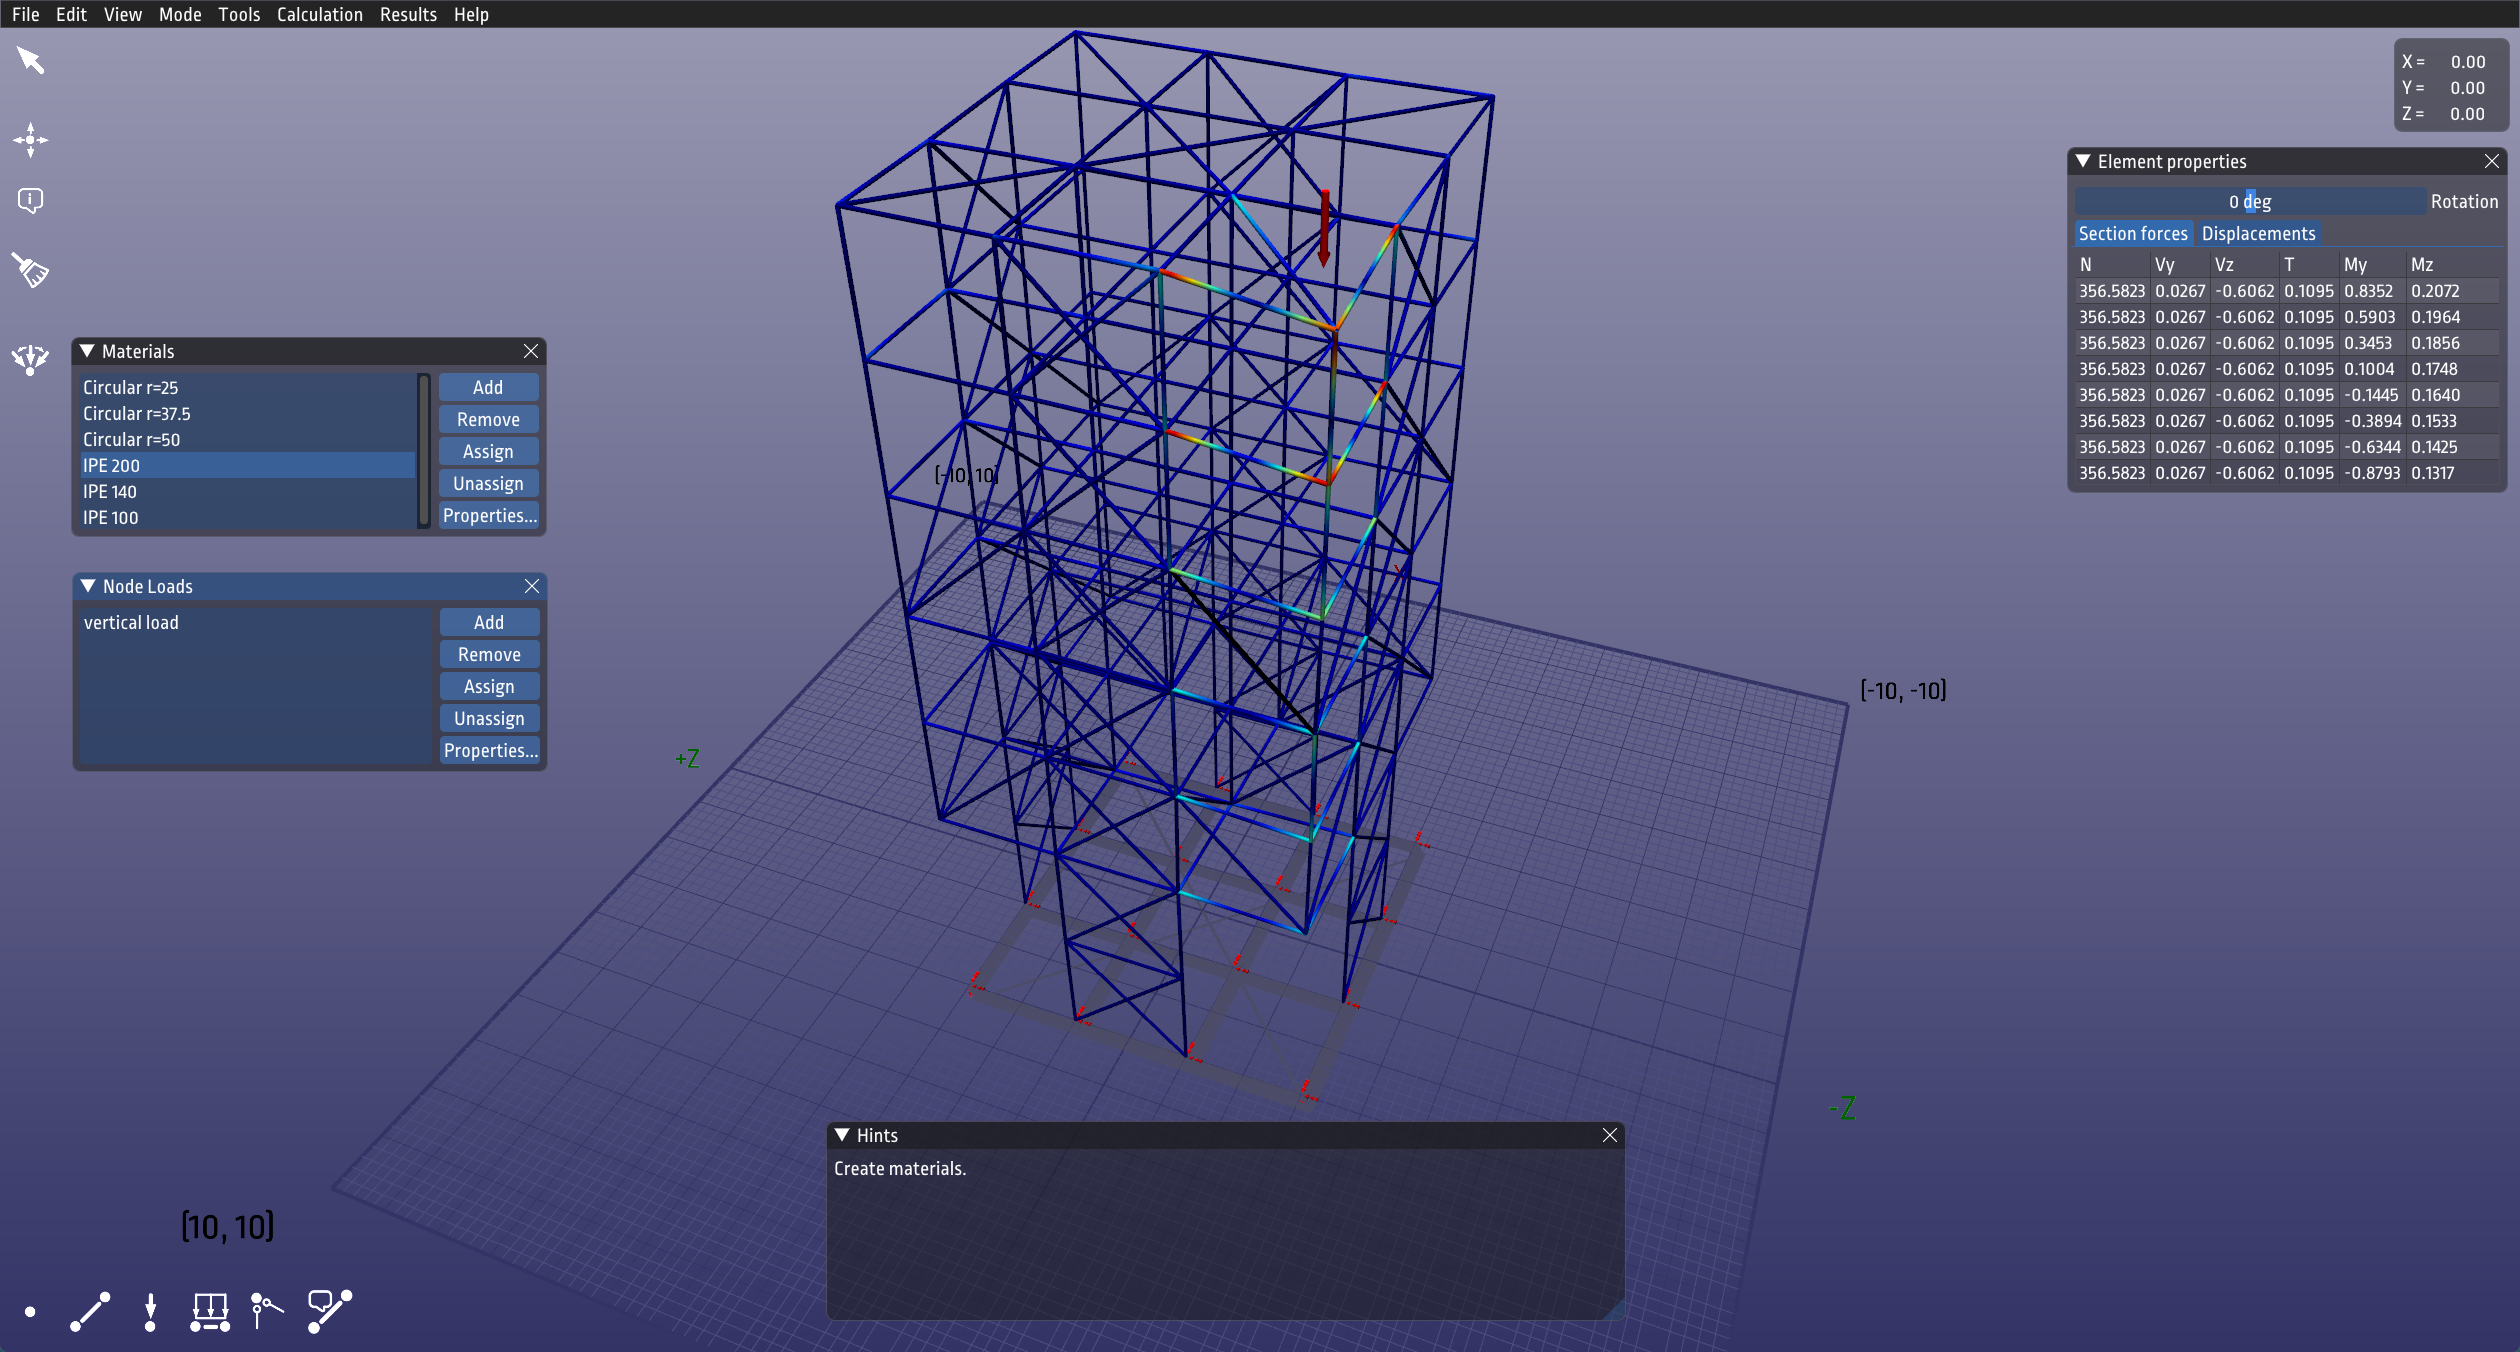 File Edit View Mode Tools Calculation Results Help
X = 0.00
Y = 0.00
Z = 0.00
Element properties
0 deg Rotation
Section forces Displacements
N Vy Vz T My Mz
356.5823 0.0267 -0.6062 0.1095 0.8352 0.2072
356.5823 0.0267 -0.6062 0.1095 0.5903 0.1964
356.5823 0.0267 -0.6062 0.1095 0.3453 0.1856
356.5823 0.0267 -0.6062 0.1095 0.1004 0.1748
356.5823 0.0267 -0.6062 0.1095 -0.1445 0.1640
356.5823 0.0267 -0.6062 0.1095 -0.3894 0.1533
356.5823 0.0267 -0.6062 0.1095 -0.6344 0.1425
356.5823 0.0267 -0.6062 0.1095 -0.8793 0.1317
Materials
Circular r=25
Circular r=37.5
Circular r=50
IPE 200
IPE 140
IPE 100
Add
Remove
Assign
Unassign
Properties...
Node Loads
vertical load
Add
Remove
Assign
Unassign
Properties...
[-10, 10]
[-10, -10]
+Z
-Z
[10, 10]
Hints
Create materials.